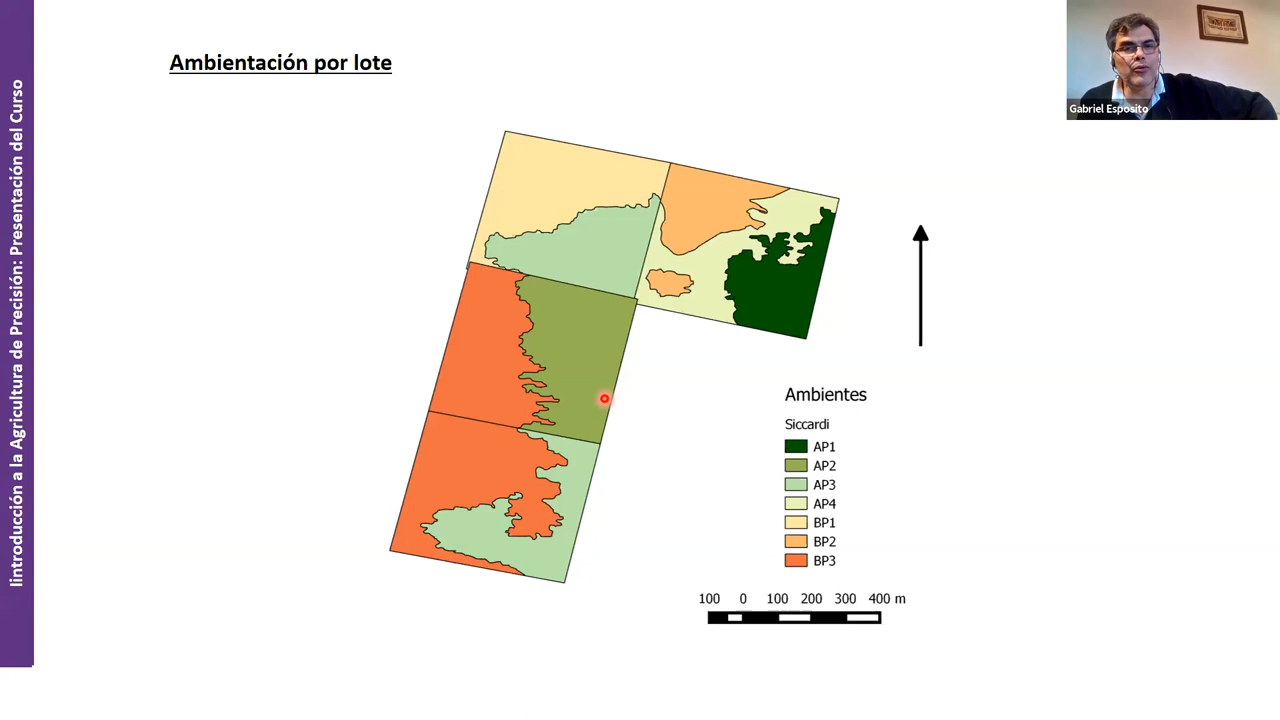 Iintroducción a la Agricultura de Precisión: Presentación del Curso
Ambientación por lote
Gabriel Esposito
Ambientes
Siccardi
AP1
AP2
AP3
AP4
BP1
BP2
BP3
100 0 100 200 300 400 m